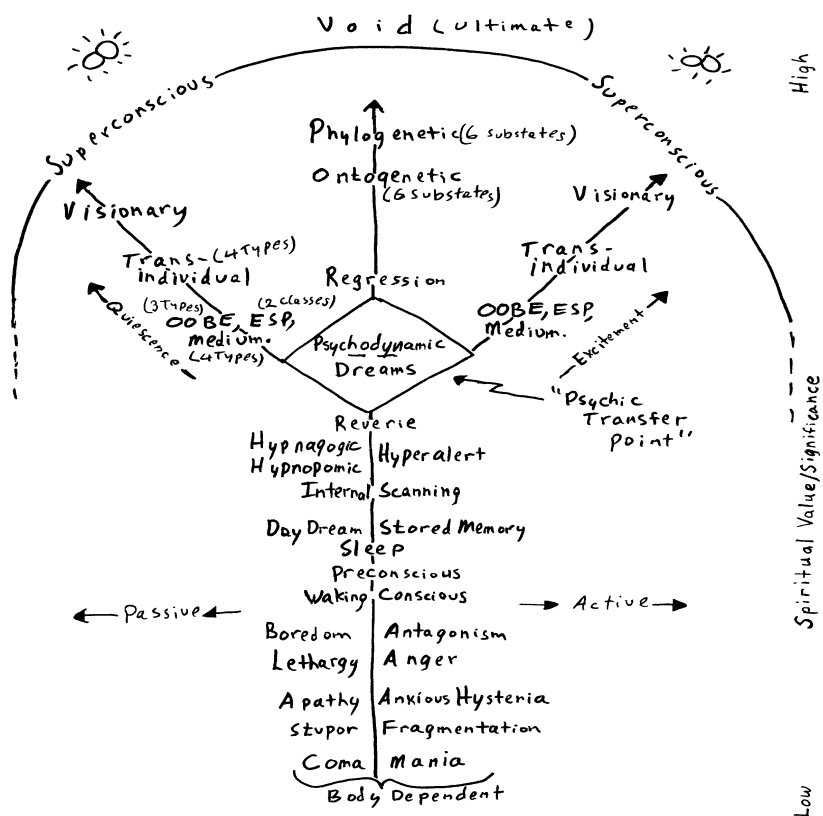 Void (ultimate)
High
Superconscious
Superconscious
Phylogenetic (6 substates)
Ontogenetic
(6 substates)
Visionary
Visionary
Trans- (4 Types)
individual
Trans-
individual
Regression
(3 Types)
(2 classes)
OOBE, ESP,
medium.
(4 Types)
OOBE, ESP,
medium.
Quiescence
Excitement
Psychodynamic
Dreams
"Psychic
Transfer
point"
Spiritual Value/Significance
Reverie
Hypnagogic
Hypnopomic
Hyperalert
Internal Scanning
Day Dream Stored Memory
Sleep
Preconscious
Waking Conscious
Passive
Active
Boredom Antagonism
Lethargy Anger
Apathy Anxious Hysteria
Stupor Fragmentation
Coma mania
Body Dependent
Low